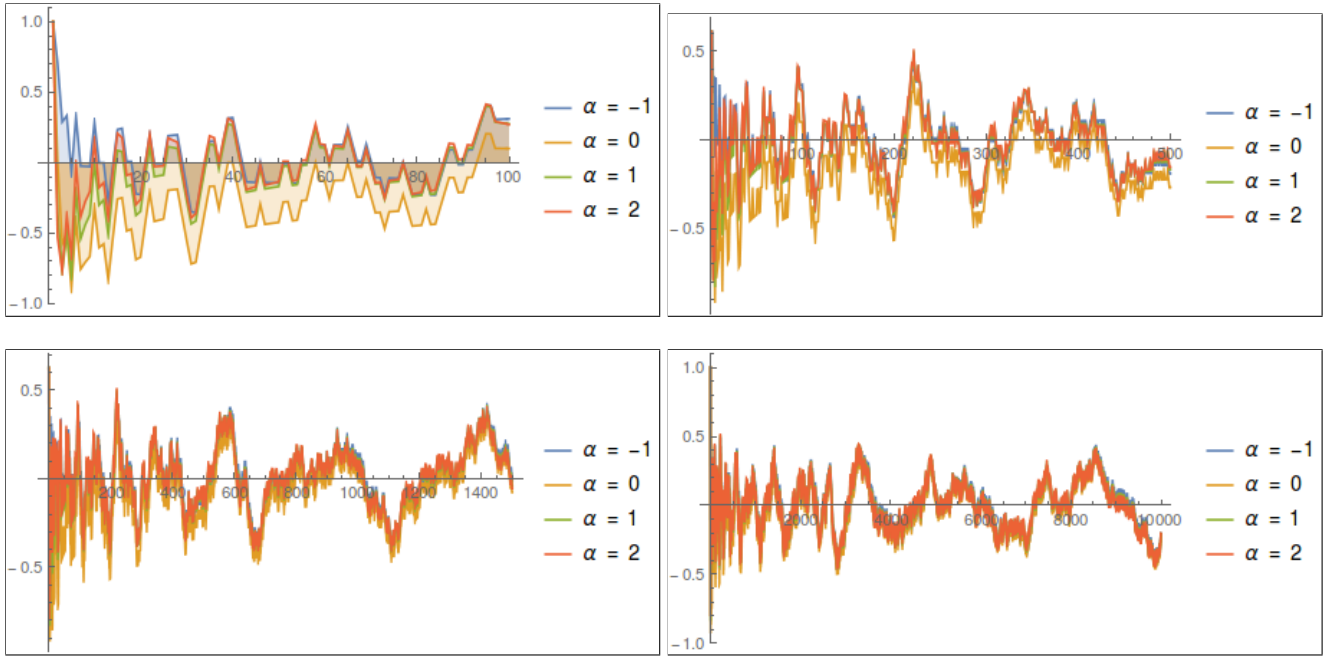 1.0
0.5
-0.5
-1.0
20
40
60
80
100
α = -1
α = 0
α = 1
α = 2
0.5
-0.5
100
200
300
400
500
α = -1
α = 0
α = 1
α = 2
0.5
-0.5
200
400
600
800
1000
1200
1400
α = -1
α = 0
α = 1
α = 2
1.0
0.5
-0.5
-1.0
2000
4000
6000
8000
10000
α = -1
α = 0
α = 1
α = 2